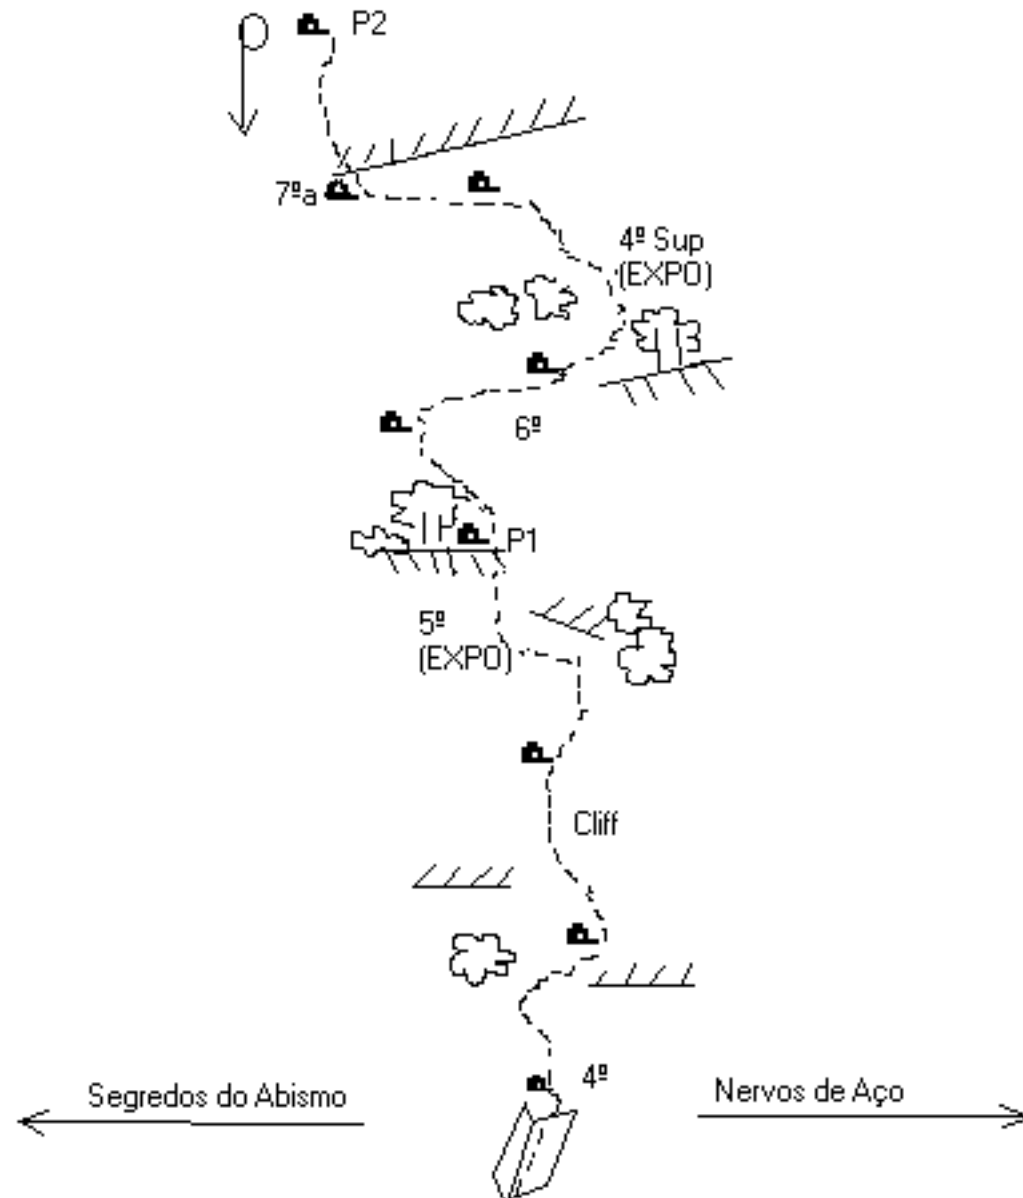 P2
7ºa
4º Sup
(EXPO)
6º
P1
5º
(EXPO)
Cliff
4º
Segredos do Abismo
Nervos de Aço